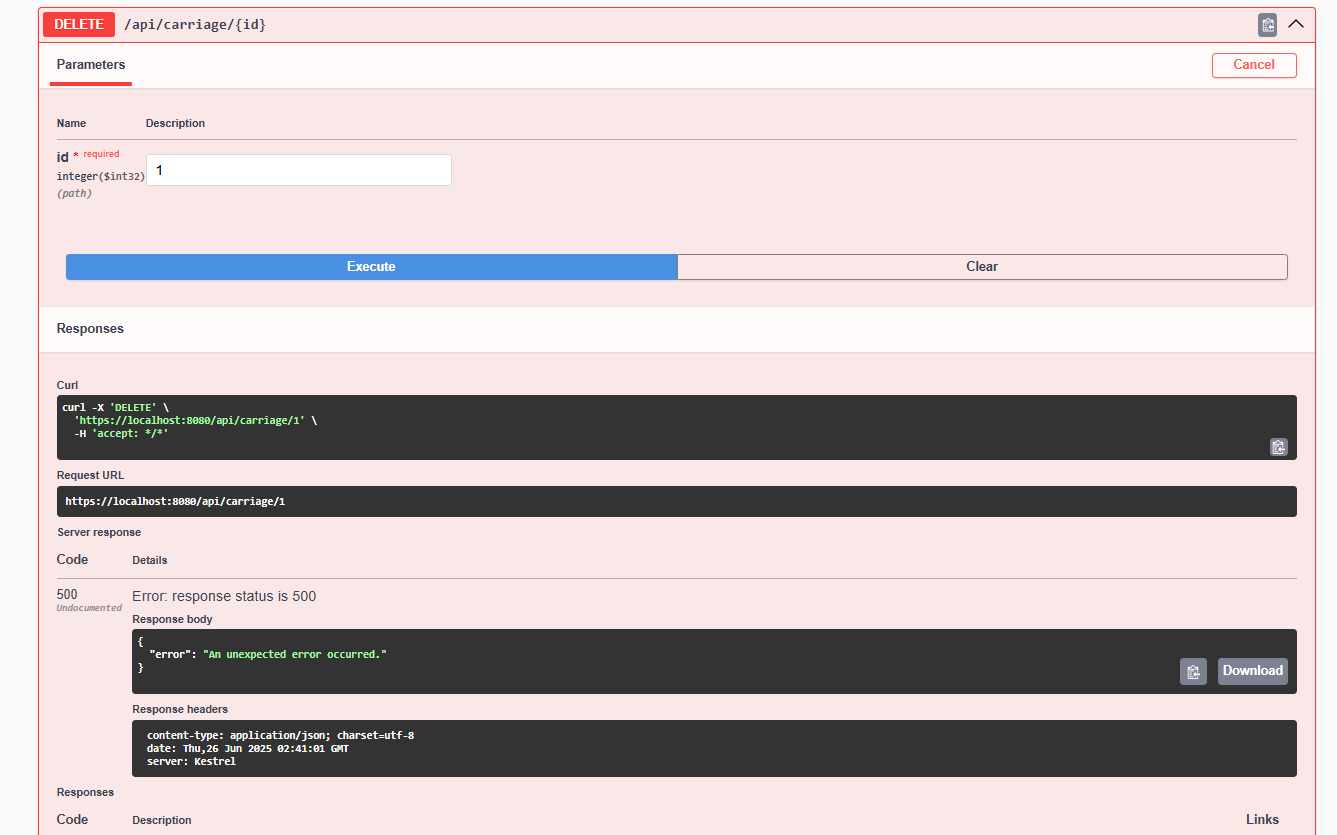 DELETE /api/carriage/{id}
Parameters
Cancel
Name Description
id * required
integer($int32)
(path)
1
Execute Clear
Responses
Curl
curl -X 'DELETE' \
'https://localhost:8080/api/carriage/1' \
-H 'accept: */*'
Request URL
https://localhost:8080/api/carriage/1
Server response
Code Details
500
Undocumented
Error: response status is 500
Response body
{
"error": "An unexpected error occurred."
}
Download
Response headers
content-type: application/json; charset=utf-8
date: Thu,26 Jun 2025 02:41:01 GMT
server: Kestrel
Responses
Code Description Links